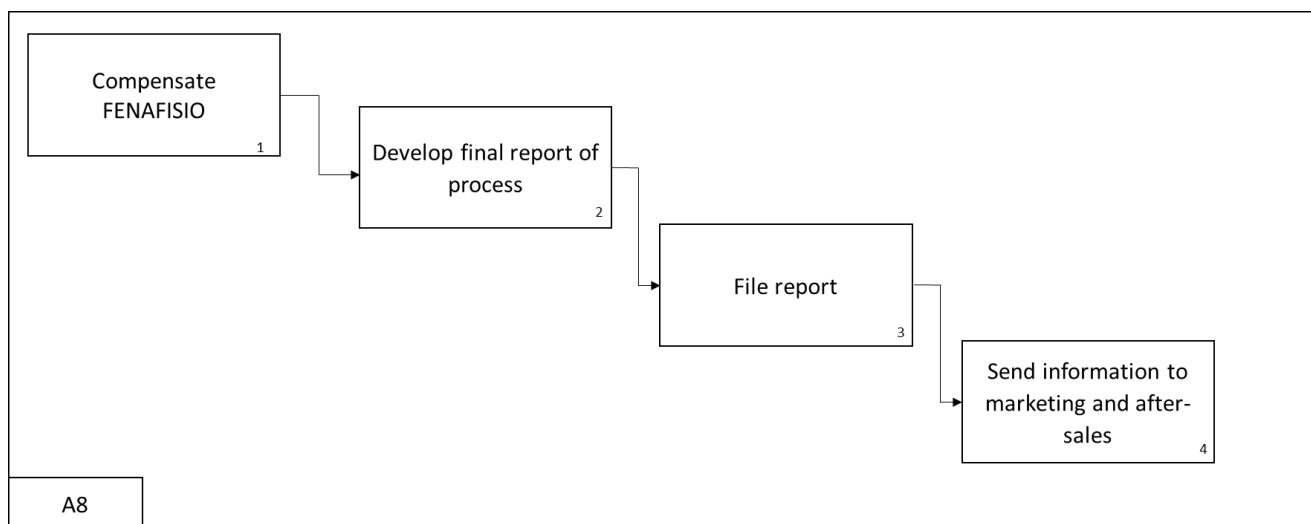 Compensate
FENAFISIO
1
Develop final report of
process
2
File report
3
Send information to
marketing and after-
sales
4
A8